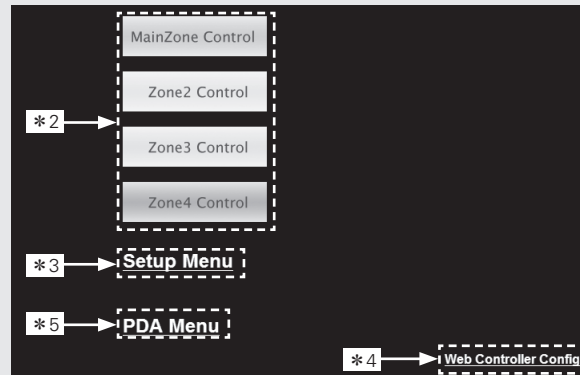 MainZone Control
Zone2 Control
*2
Zone3 Control
Zone4 Control
*3 Setup Menu
*5 PDA Menu
*4 Web Controller Config